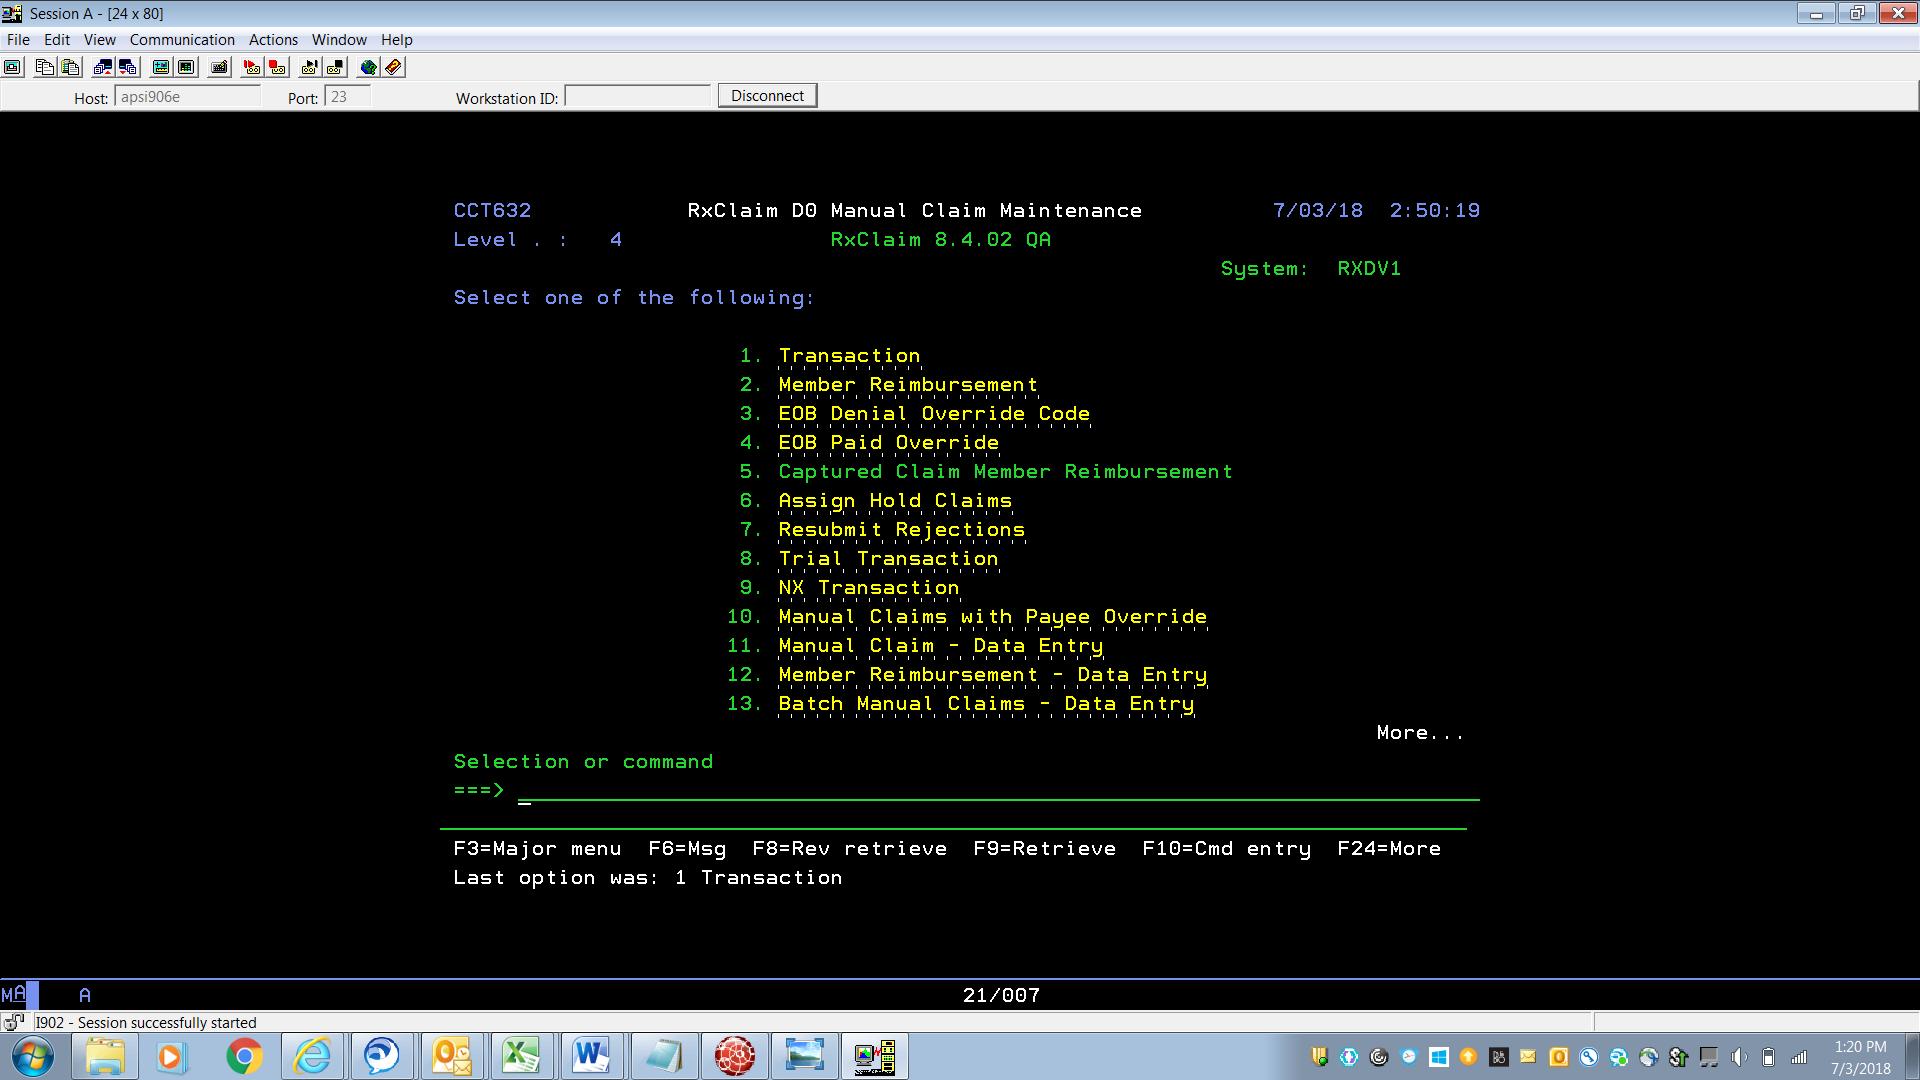 Session A - [24 x 80]
File Edit View Communication Actions Window Help
Host: apsi906e Port: 23 Workstation ID: Disconnect
CCT632 RxClaim D0 Manual Claim Maintenance 7/03/18 2:50:19
Level . : 4 RxClaim 8.4.02 QA
System: RXDV1
Select one of the following:
1. Transaction
2. Member Reimbursement
3. EOB Denial Override Code
4. EOB Paid Override
5. Captured Claim Member Reimbursement
6. Assign Hold Claims
7. Resubmit Rejections
8. Trial Transaction
9. NX Transaction
10. Manual Claims with Payee Override
11. Manual Claim - Data Entry
12. Member Reimbursement - Data Entry
13. Batch Manual Claims - Data Entry
More...
Selection or command
===>
F3=Major menu F6=Msg F8=Rev retrieve F9=Retrieve F10=Cmd entry F24=More
Last option was: 1 Transaction
MA A 21/007
I902 - Session successfully started
1:20 PM
7/3/2018